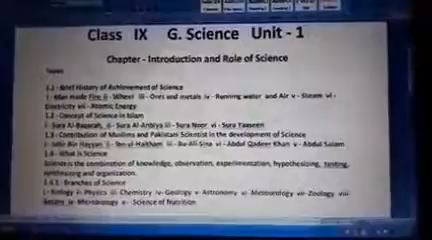 Class IX G. Science Unit - 1
Chapter - Introduction and Role of Science
Topic
1.1 - Brief History of Achievement of Science
i - Man made Fire ii - Wheel iii - Ores and metals iv - Running water and Air v - Steam vi -
Electricity vii - Atomic Energy
1.2 - Concept of Science in Islam
i - Sura Al-Baqarah, ii - Sura Al-Anbiya iii - Sura Noor vi - Sura Yaaseen
1.3 - Contribution of Muslims and Pakistani Scientist in the development of Science
i - Jabir Bin Hayyan ii - Ibn-ul-Haitham iii - Bu-Ali-Sina vi - Abdul Qadeer Khan v - Abdul Salam
1.4 - What is Science
Science is the combination of knowledge, observation, experimentation, hypothesizing, testing,
synthesizing and organization.
1.4.1 - Branches of Science
i - Biology ii- Physics iii- Chemistry iv- Geology v - Astronomy vi - Meteorology vii- Zoology viii-
Botany ix- Microbiology x- - Science of Nutrition